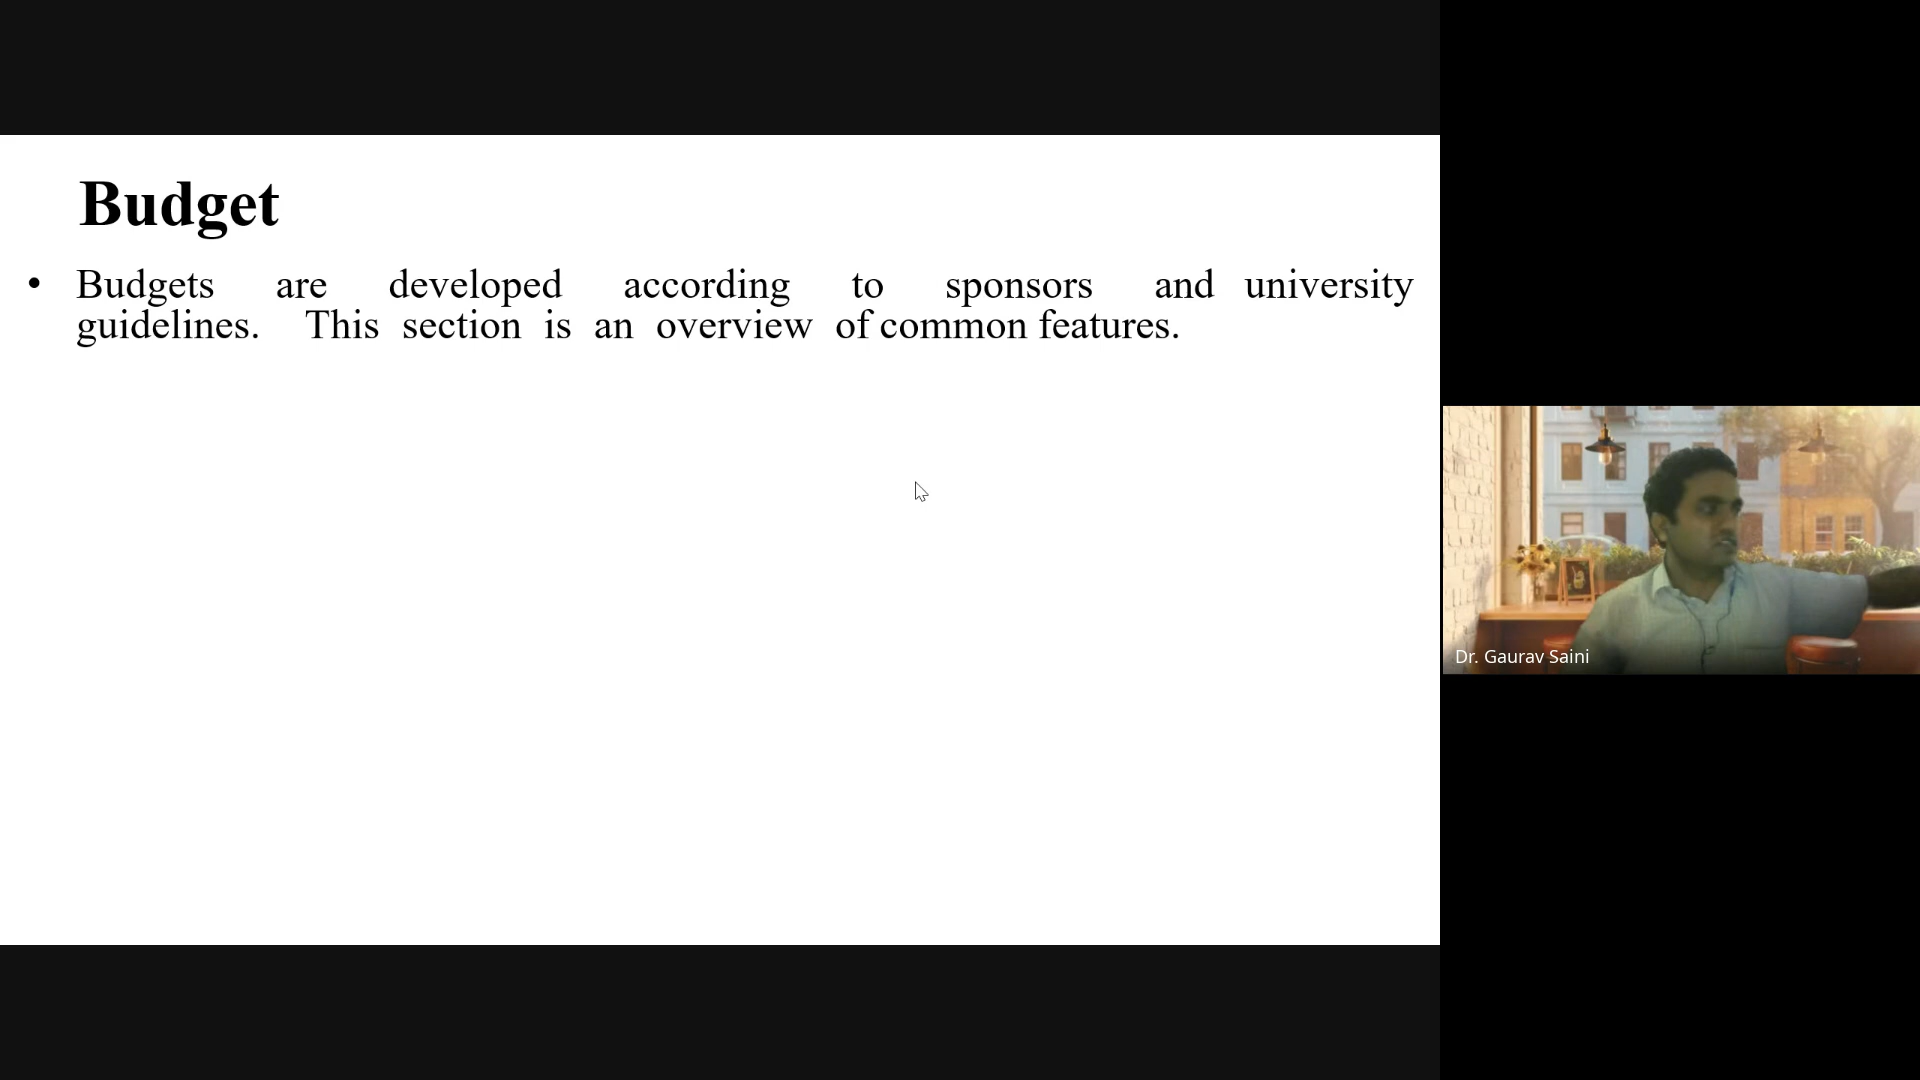 Budget
• Budgets are developed according to sponsors and university
guidelines. This section is an overview of common features.
Dr. Gaurav Saini